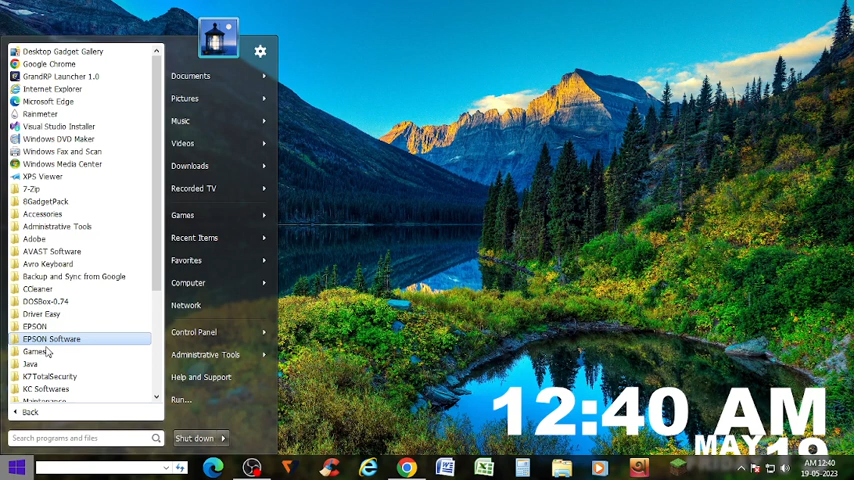 Desktop Gadget Gallery
Google Chrome
GrandRP Launcher 1.0
Internet Explorer
Microsoft Edge
Rainmeter
Visual Studio Installer
Windows DVD Maker
Windows Fax and Scan
Windows Media Center
XPS Viewer
7-Zip
8GadgetPack
Accessories
Administrative Tools
Adobe
AVAST Software
Avro Keyboard
Backup and Sync from Google
CCleaner
DOSBox-0.74
Driver Easy
EPSON
EPSON Software
Games
Java
K7TotalSecurity
KC Softwares
Maintenance
Back
Search programs and files
Documents
Pictures
Music
Videos
Downloads
Recorded TV
Games
Recent Items
Favorites
Computer
Network
Control Panel
Administrative Tools
Help and Support
Run...
Shut down
12:40 AM
MAY 19
AM 12:40
19-05-2023